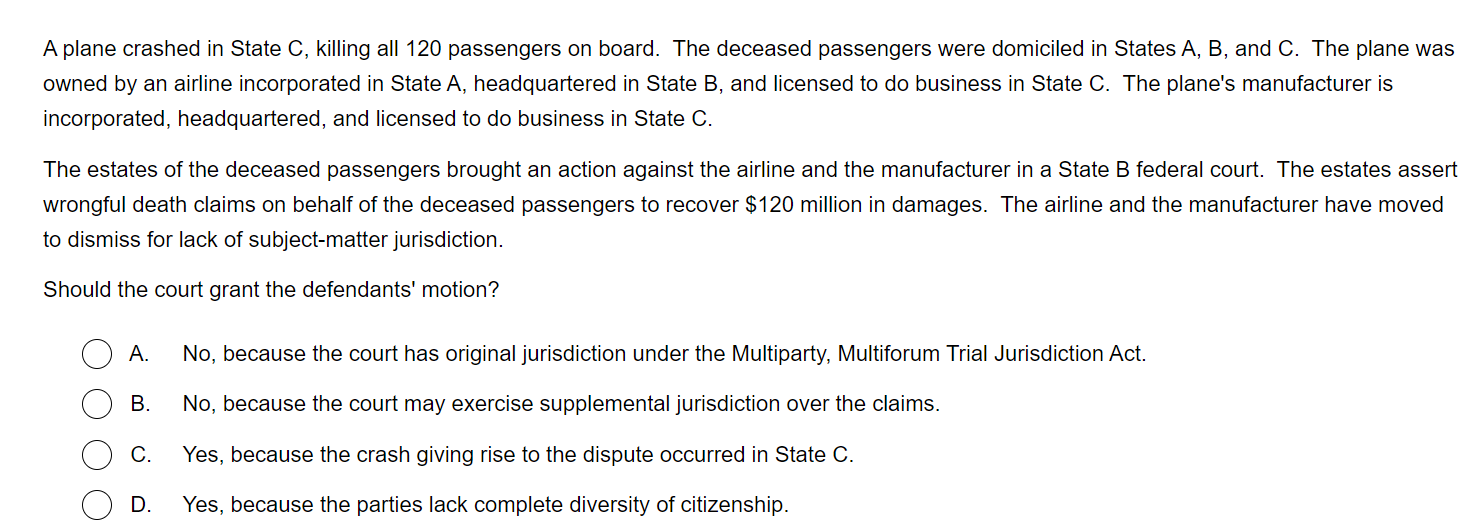 A plane crashed in State C, killing all 120 passengers on board.  The deceased passengers were domiciled in States A, B, and C.  The plane was
owned by an airline incorporated in State A, headquartered in State B, and licensed to do business in State C.  The plane's manufacturer is
incorporated, headquartered, and licensed to do business in State C.
The estates of the deceased passengers brought an action against the airline and the manufacturer in a State B federal court.  The estates assert
wrongful death claims on behalf of the deceased passengers to recover $120 million in damages.  The airline and the manufacturer have moved
to dismiss for lack of subject-matter jurisdiction.
Should the court grant the defendants' motion?
A. No, because the court has original jurisdiction under the Multiparty, Multiforum Trial Jurisdiction Act.
B. No, because the court may exercise supplemental jurisdiction over the claims.
C. Yes, because the crash giving rise to the dispute occurred in State C.
D. Yes, because the parties lack complete diversity of citizenship.